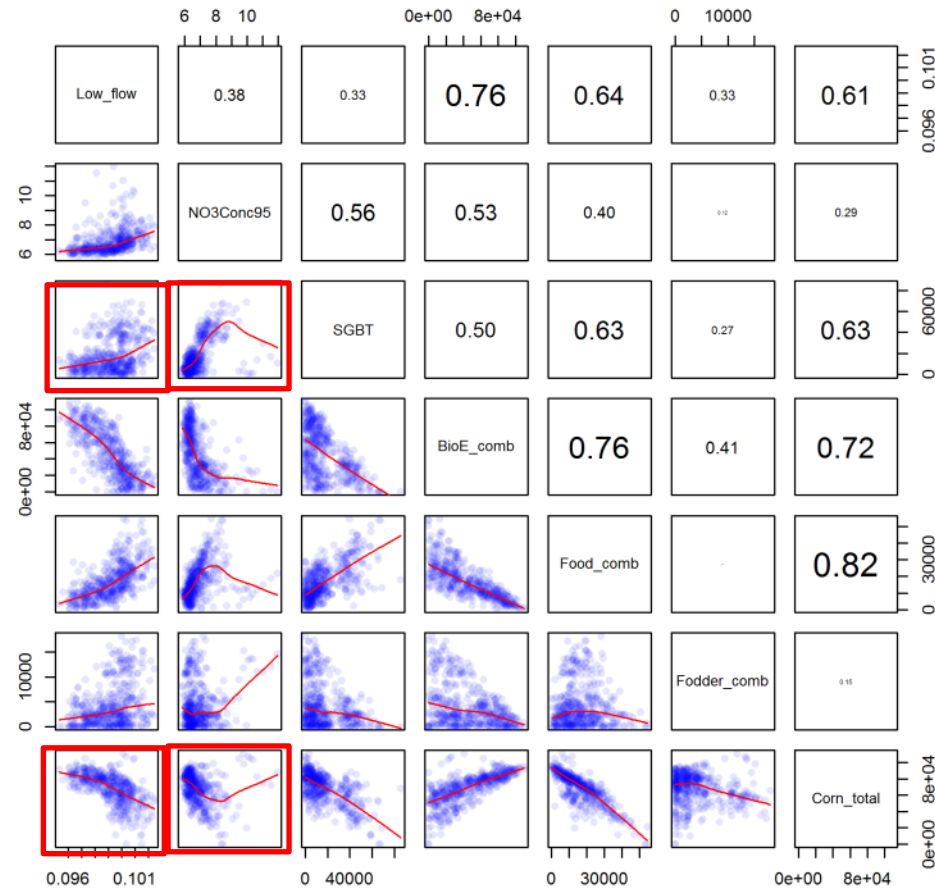 6 8 10
0e+00 8e+04
0 10000
Low_flow 0.38 0.33 0.76 0.64 0.33 0.61
0.096 0.101
6 8 10
NO3Conc95 0.56 0.53 0.40 0.12 0.29
SGBT 0.50 0.63 0.27 0.63
0 60000
0e+00 8e+04
BioE_comb 0.76 0.41 0.72
Food_comb 0.82
0 30000
0 10000
Fodder_comb 0.15
Corn_total
0e+00 8e+04
0.096 0.101
0 40000
0 30000
0e+00 8e+04